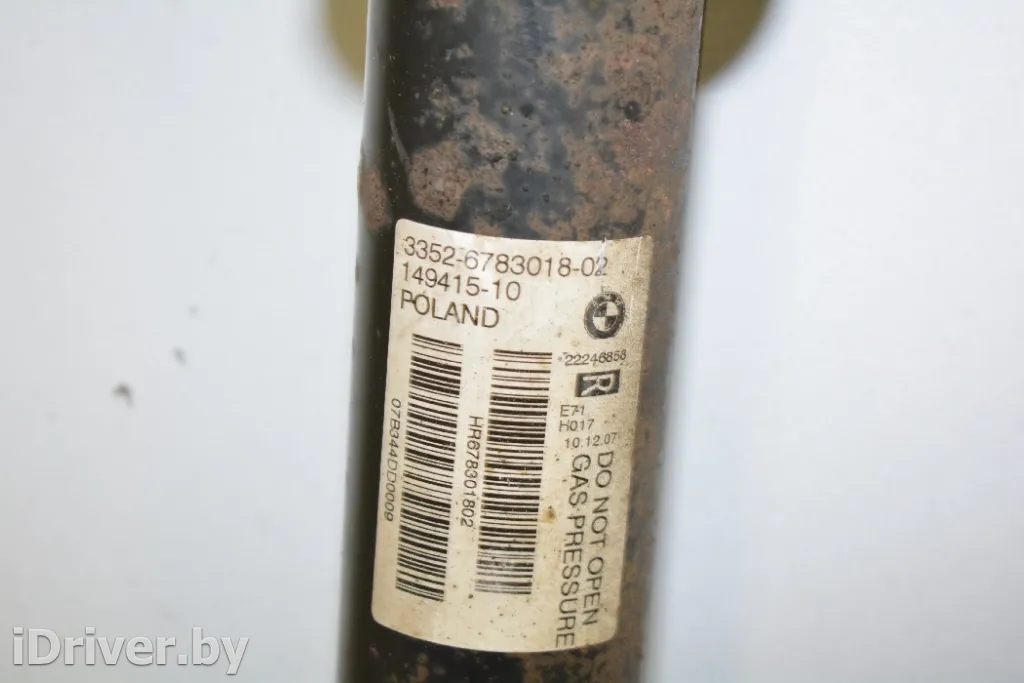 3352-6783018-02
149415-10
POLAND
22246858
R
E71
H017
10.12.07
DO NOT OPEN
GAS-PRESSURE
HR678301802
07B344DD0009
iDriver.by